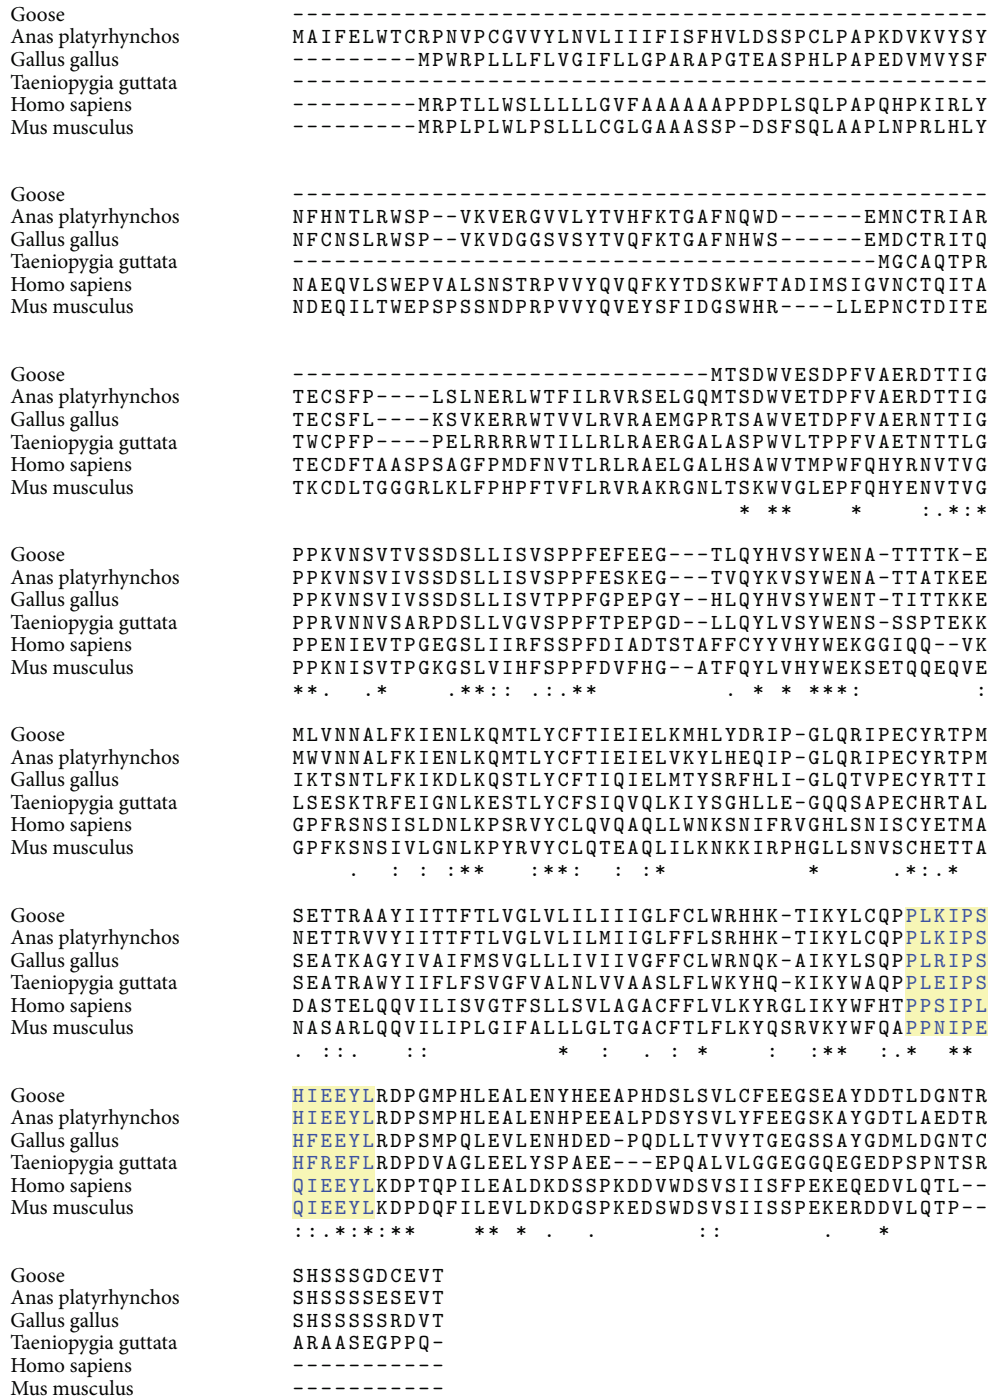 Goose --------------------------------------------------
Anas platyrhynchos MAIFELWTCRPNVPCGVVYLNVLIIIFISFHVLDSSPCLPAPKDVKVYSY
Gallus gallus ---------MPWRPLLLFLVGIFLLGPARAPGTEASPHLPAPEDVMVYSF
Taeniopygia guttata --------------------------------------------------
Homo sapiens ---------MRPTLLWSLLLLLGVFAAAAAAPPDPLSQLPAPQHPKIRLY
Mus musculus ---------MRPLPLWLPSLLLCGLGAAASSP-DSFSQLAAPLNPRLHLY
Goose --------------------------------------------------
Anas platyrhynchos NFHNTLRWSP--VKVERGVVLYTVHFKTGAFNQWD------EMNCTRIAR
Gallus gallus NFCNSLRWSP--VKVDGGSVSYTVQFKTGAFNHWS------EMDCTRITQ
Taeniopygia guttata ------------------------------------------MGCAQTPR
Homo sapiens NAEQVLSWEPVALSNSTRPVVYQVQFKYTDSKWFTADIMSIGVNCTQITA
Mus musculus NDEQILTWEPSPSSNDPRPVVYQVEYSFIDGSWHR----LLEPNCTDITE
Goose ------------------------------MTSDWVESDPFVAERDTTIG
Anas platyrhynchos TECSFP----LSLNERLWTFILRVRSELGQMTSDWVETDPFVAERDTTIG
Gallus gallus TECSFL----KSVKERRWTVVLRVRAEMGPRTSAWVETDPFVAERNTTIG
Taeniopygia guttata TWCPFP----PELRRRRWTILLRLRAERGALASPWVLTPPFVAETNTTLG
Homo sapiens TECDFTAASPSAGFPMDFNVTLRLRAELGALHSAWVTMPWFQHYRNVTVG
Mus musculus TKCDLTGGGRLKLFPHPFTVFLRVRAKRGNLTSKWVGLEPFQHYENVTVG
* ** * :.*:*
Goose PPKVNSVTVSSDSLLISVSPPFEFEEG---TLQYHVSYWENA-TTTTK-E
Anas platyrhynchos PPKVNSVIVSSDSLLISVSPPFESKEG---TVQYKVSYWENA-TTATKEE
Gallus gallus PPKVNSVIVSSDSLLISVTPPFGPEPGY--HLQYHVSYWENT-TITTKKE
Taeniopygia guttata PPRVNNVSARPDSLLVGVSPPFTPEPGD--LLQYLVSYWENS-SSPTEKK
Homo sapiens PPENIEVTPGEGSLIIRFSSPFDIADTSTAFFCYYVHYWEKGGIQQ--VK
Mus musculus PPKNISVTPGKGSLVIHFSPPFDVFHG--ATFQYLVHYWEKSETQQEQVE
**. .* .**:: .:.** . * * ***: :
Goose MLVNNALFKIENLKQMTLYCFTIEIELKMHLYDRIP-GLQRIPECYRTPM
Anas platyrhynchos MWVNNALFKIENLKQMTLYCFTIEIELVKYLHEQIP-GLQRIPECYRTPM
Gallus gallus IKTSNTLFKIKDLKQSTLYCFTIQIELMTYSRFHLI-GLQTVPECYRTTI
Taeniopygia guttata LSESKTRFEIGNLKESTLYCFSIQVQLKIYSGHLLE-GQQSAPECHRTAL
Homo sapiens GPFRSNSISLDNLKPSRVYCLQVQAQLLWNKSNIFRVGHLSNISCYETMA
Mus musculus GPFKSNSIVLGNLKPYRVYCLQTEAQLILKNKKIRPHGLLSNVSCHETTA
. : : :** :**: : :* * .*:.*
Goose SETTRAAYIITTFTLVGLVLILIIIGLFCLWRHHK-TIKYLCQPPLKIPS
Anas platyrhynchos NETTRVVYIITTFTLVGLVLILMIIGLFFLSRHHK-TIKYLCQPPLKIPS
Gallus gallus SEATKAGYIVAIFMSVGLLLIVIIVGFFCLWRNQK-AIKYLSQPPLRIPS
Taeniopygia guttata SEATRAWYIIFLFSVGFVALNLVVAASLFLWKYHQ-KIKYWAQPPLEIPS
Homo sapiens DASTELQQVILISVGTFSLLSVLAGACFFLVLKYRGLIKYWFHTPPSIPL
Mus musculus NASARLQQVILIPLGIFALLLGLTGACFTLFLKYQSRVKYWFQAPPNIPE
. ::. :: * : . : * : :** :.* **
Goose HIEEYLRDPGMPHLEALENYHEEAPHDSLSVLCFEEGSEAYDDTLDGNTR
Anas platyrhynchos HIEEYLRDPGMPHLEALENHPEEALPDSYSVLYFEEGSKAYGDTLAEDTR
Gallus gallus HFEEYLRDPSMPQLEVLENHDED-PQDLLTVVYTGEGSSAYGDMLDGNTC
Taeniopygia guttata HFREFLRDPDVAGLEELYSPAEE---EPQALVLGGEGGQEGEDPSPNTSR
Homo sapiens QIEEYLKDPTQPILEALDKDSSPKDDVWDSVSIISFPEKEQEDVLQTL--
Mus musculus QIEEYLKDPDQFILEVLDKDGSPKEDSWDSVSIISSPEKERDDVLQTP--
::.*:*:** ** * . . :: . *
Goose SHSSSGDCEVT
Anas platyrhynchos SHSSSSESEVT
Gallus gallus SHSSSSSRDVT
Taeniopygia guttata ARAASEGPPQ-
Homo sapiens -----------
Mus musculus -----------